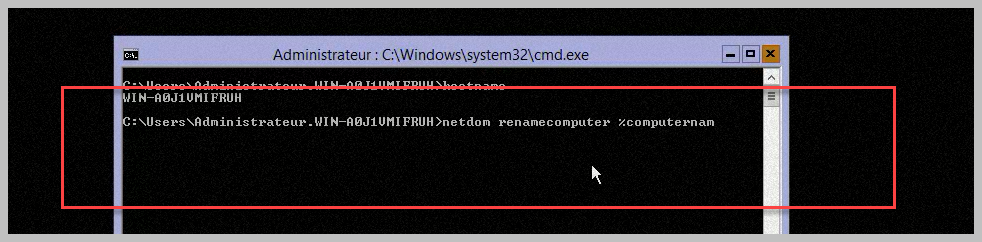 Administrateur : C:\Windows\system32\cmd.exe
C:\Users\Administrateur.WIN-A0J1VMIFRUH>hostname
WIN-A0J1VMIFRUH
C:\Users\Administrateur.WIN-A0J1VMIFRUH>netdom renamecomputer %computernam